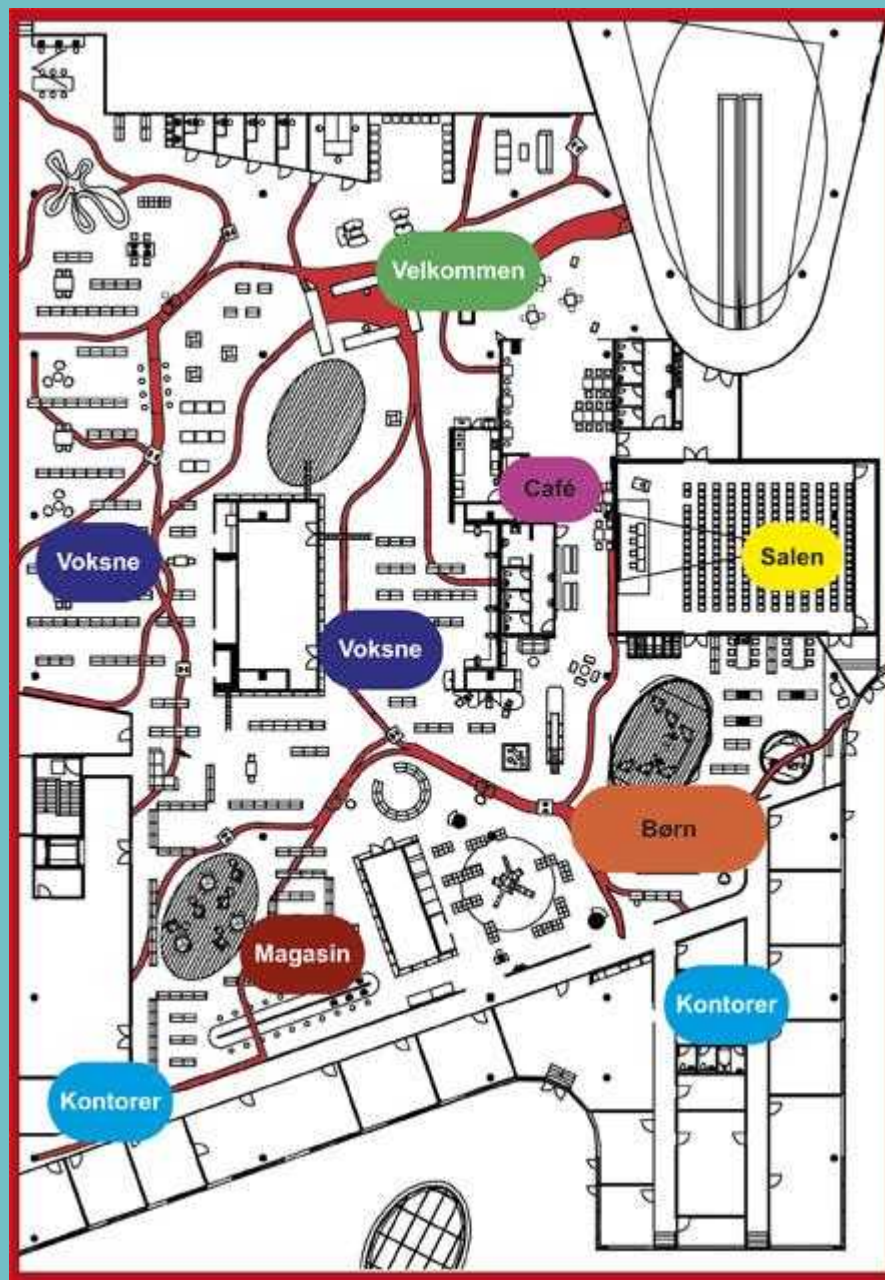 Velkommen
Café
Voksne
Salen
Voksne
Børn
Magasin
Kontorer
Kontorer